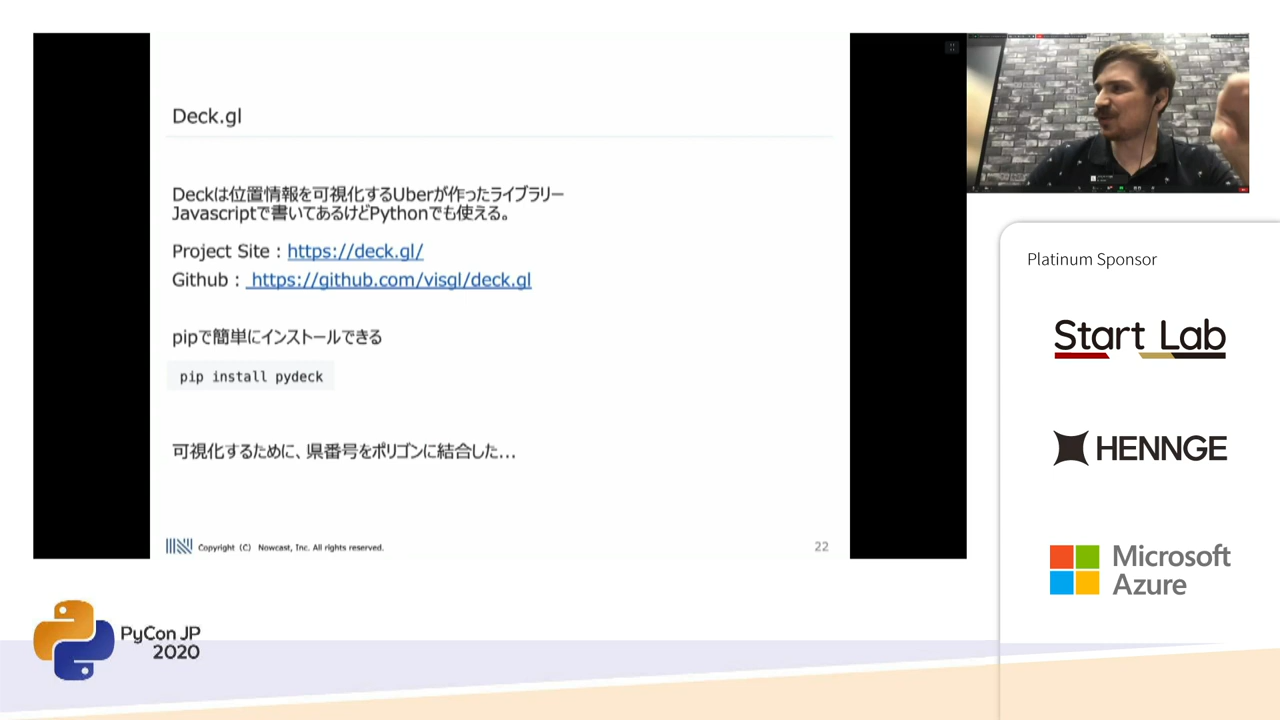 Deck.gl
Deckは位置情報を可視化するUberが作ったライブラリー
Javascriptで書いてあるけどPythonでも使える。
Project Site : https://deck.gl/
Github : https://github.com/visgl/deck.gl
pipで簡単にインストールできる
pip install pydeck
可視化するために、県番号をポリゴンに結合した...
Copyright (C) Nowcast, Inc. All rights reserved.
22
Platinum Sponsor
Start Lab
HENNGE
Microsoft
Azure
PyCon JP
2020